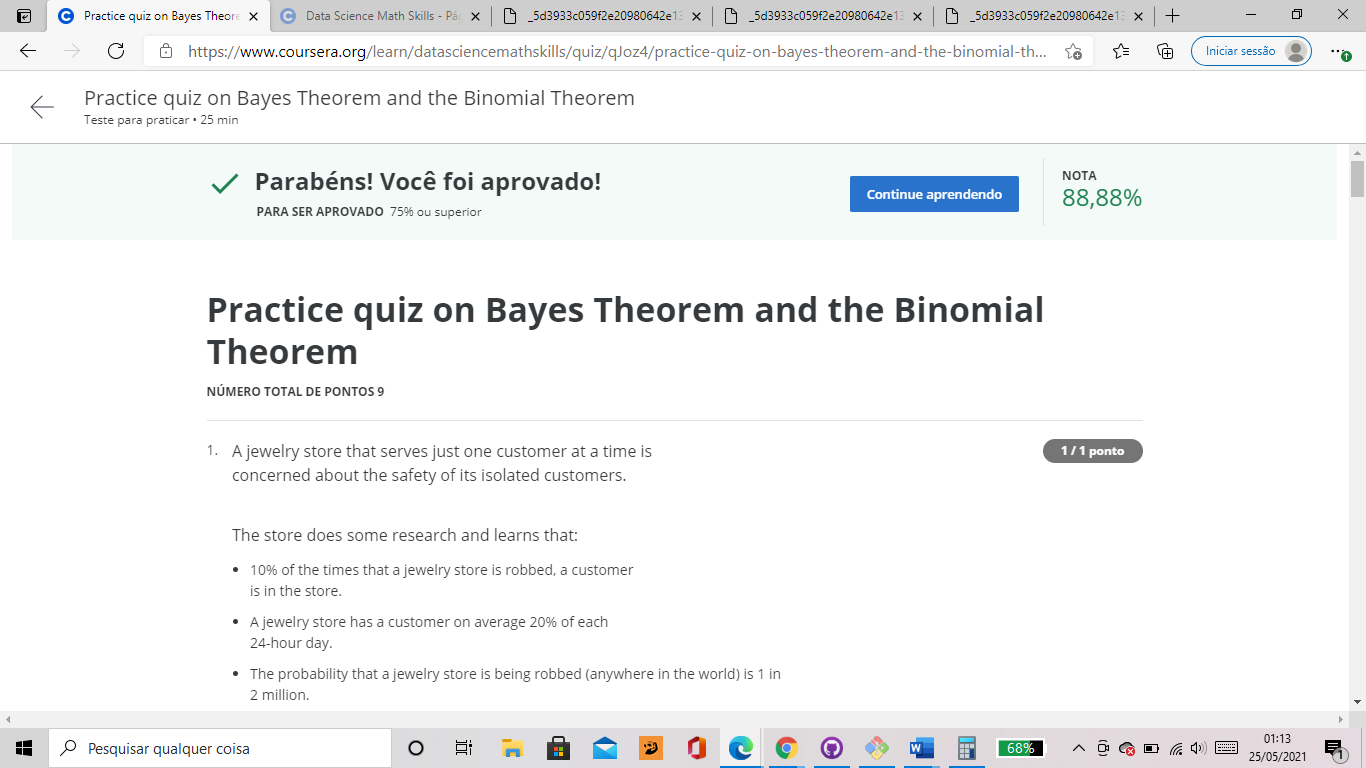 Practice quiz on Bayes Theore
Data Science Math Skills - Pá
_5d3933c059f2e20980642e13
_5d3933c059f2e20980642e13
_5d3933c059f2e20980642e13
https://www.coursera.org/learn/datasciencemathskills/quiz/qJoz4/practice-quiz-on-bayes-theorem-and-the-binomial-th...
Iniciar sessão
Practice quiz on Bayes Theorem and the Binomial Theorem
Teste para praticar • 25 min
Parabéns! Você foi aprovado!
PARA SER APROVADO 75% ou superior
Continue aprendendo
NOTA
88,88%
Practice quiz on Bayes Theorem and the Binomial
Theorem
NÚMERO TOTAL DE PONTOS 9
1. A jewelry store that serves just one customer at a time is
concerned about the safety of its isolated customers.
1 / 1 ponto
The store does some research and learns that:
• 10% of the times that a jewelry store is robbed, a customer
is in the store.
• A jewelry store has a customer on average 20% of each
24-hour day.
• The probability that a jewelry store is being robbed (anywhere in the world) is 1 in
2 million.
Pesquisar qualquer coisa
68%
01:13
25/05/2021
1